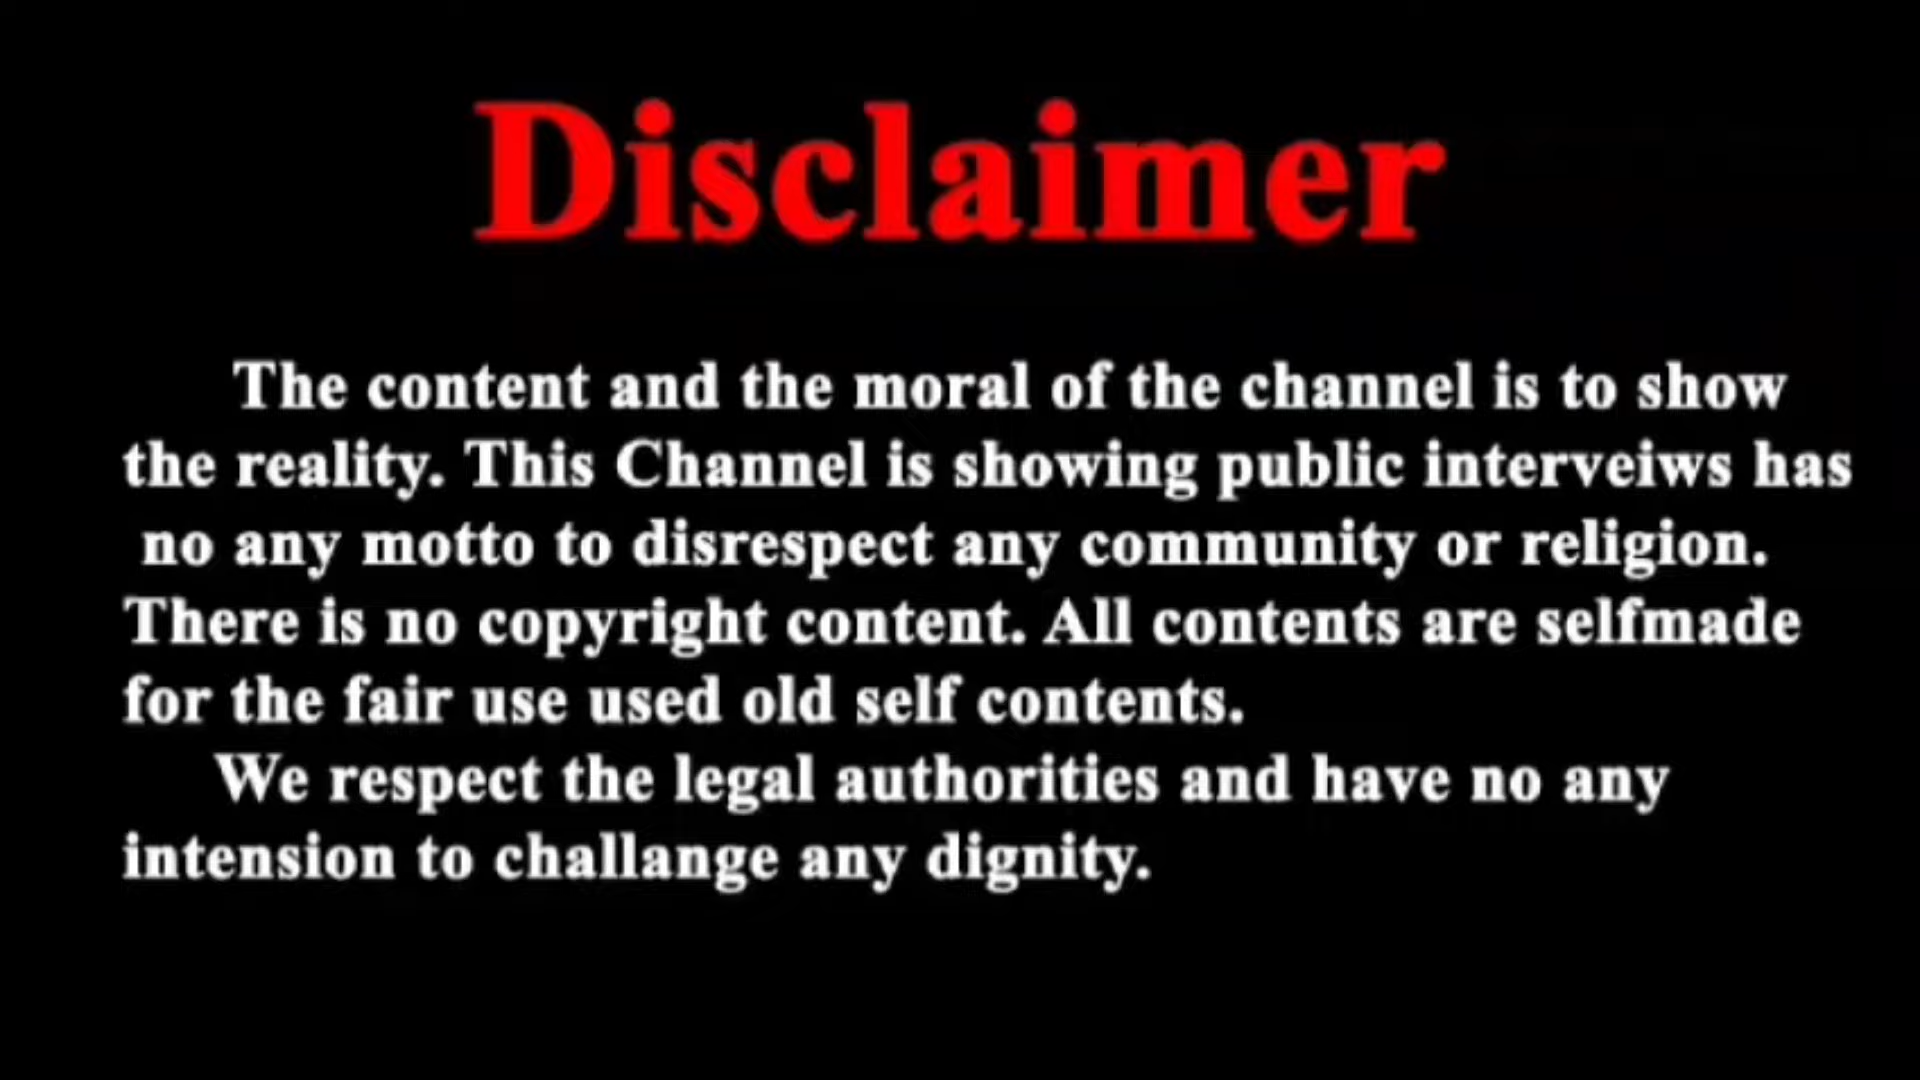 Disclaimer
The content and the moral of the channel is to show
the reality. This Channel is showing public interveiws has
no any motto to disrespect any community or religion.
There is no copyright content. All contents are selfmade
for the fair use used old self contents.
We respect the legal authorities and have no any
intension to challange any dignity.